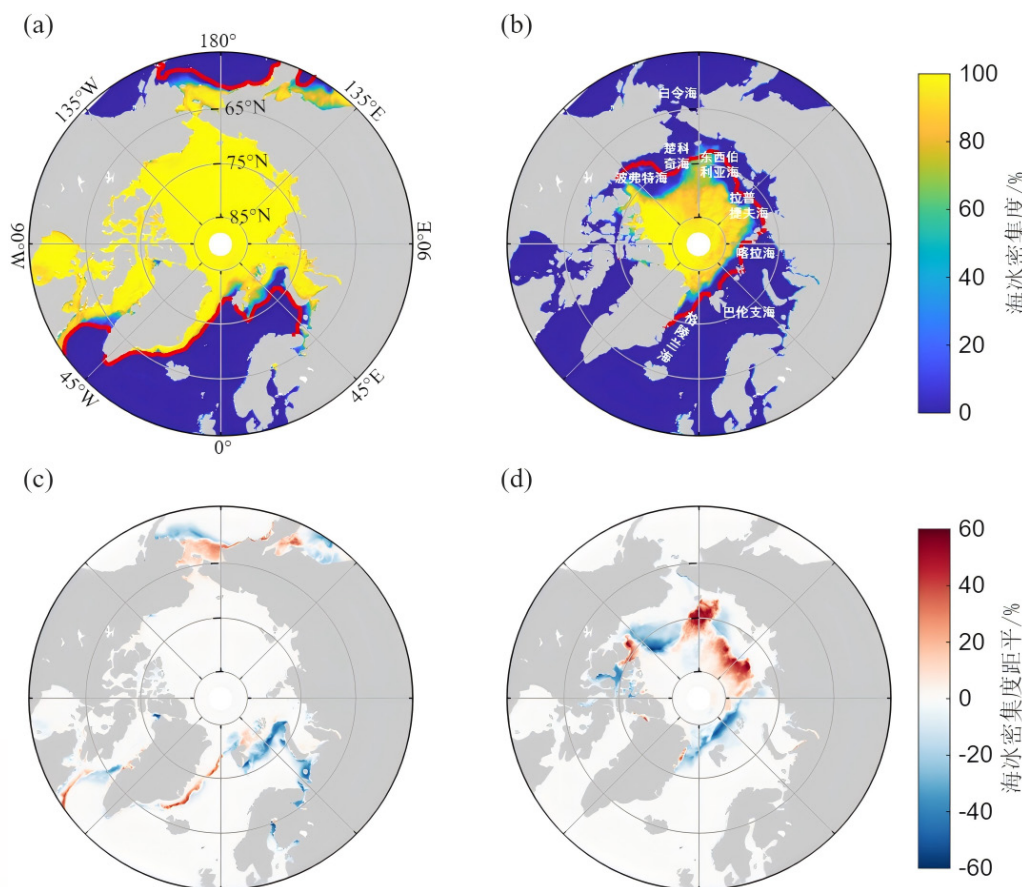 (a)
180°
135°W
135°E
65°N
75°N
85°N
90°W
90°E
45°W
45°E
0°
(b)
白令海
楚科
奇海
东西伯
利亚海
波弗特海
拉普
捷夫海
喀拉海
巴伦支海
格陵兰海
100
80
60
40
20
0
海冰密集度/%
(c)
(d)
60
40
20
0
-20
-40
-60
海冰密集度距平/%